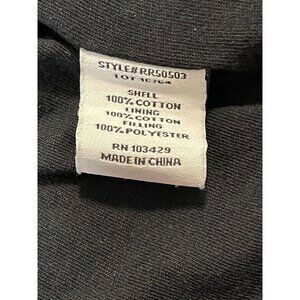 STYLE# RR50503
LOT 16764
SHELL
100% COTTON
LINING
100% COTTON
FILLING
100% POLYESTER
RN 103429
MADE IN CHINA